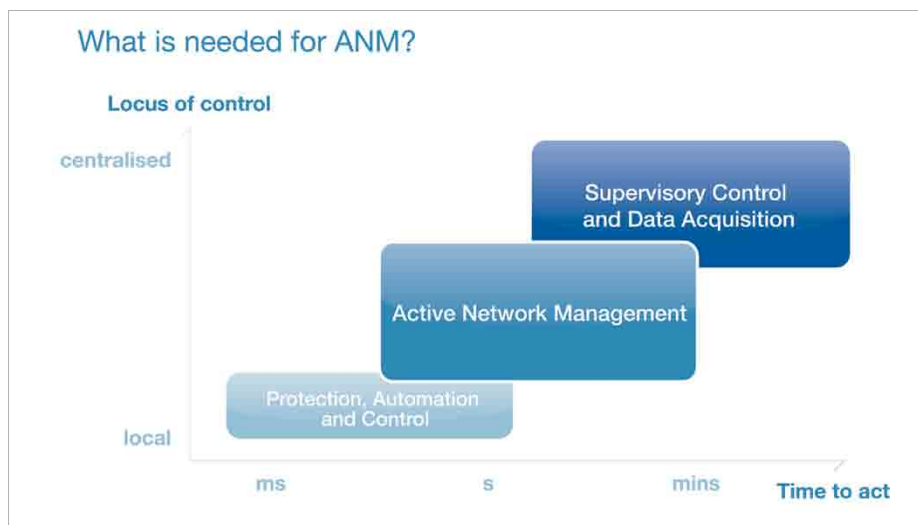 What is needed for ANM?
Locus of control
centralised
Supervisory Control
and Data Acquisition
Active Network Management
Protection, Automation
and Control
local
ms
s
mins
Time to act